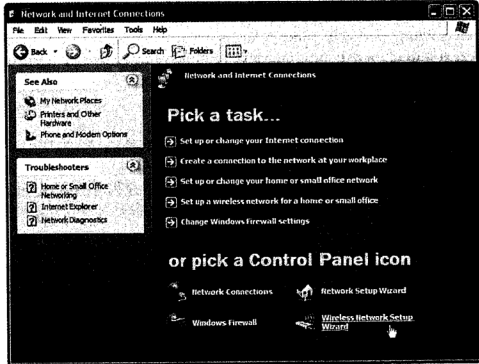 Network and Internet Connections
File Edit View Favorites Tools Help
Back Search Folders
See Also
My Network Places
Printers and Other
Hardware
Phone and Modem Options
Troubleshooters
Home or Small Office
Networking
Internet Explorer
Network Diagnostics
Network and Internet Connections
Pick a task...
Set up or change your Internet connection
Create a connection to the network at your workplace
Set up or change your home or small office network
Set up a wireless network for a home or small office
Change Windows Firewall settings
or pick a Control Panel icon
Network Connections
Network Setup Wizard
Windows Firewall
Wireless Network Setup
Wizard